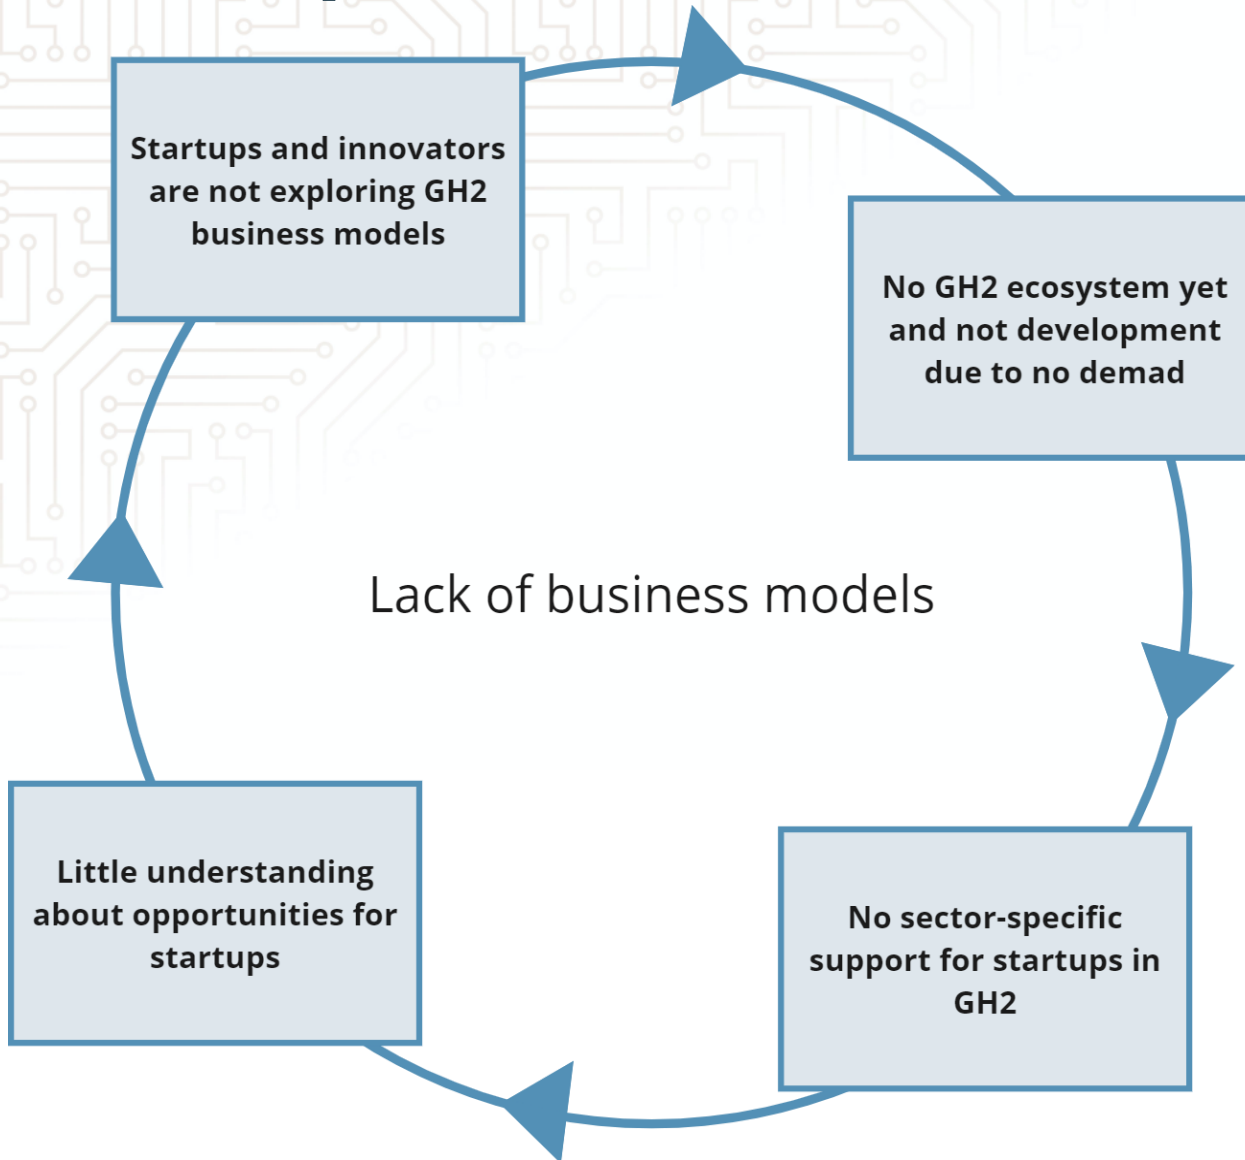 Startups and innovators
are not exploring GH2
business models
No GH2 ecosystem yet
and not development
due to no demad
Lack of business models
Little understanding
about opportunities for
startups
No sector-specific
support for startups in
GH2